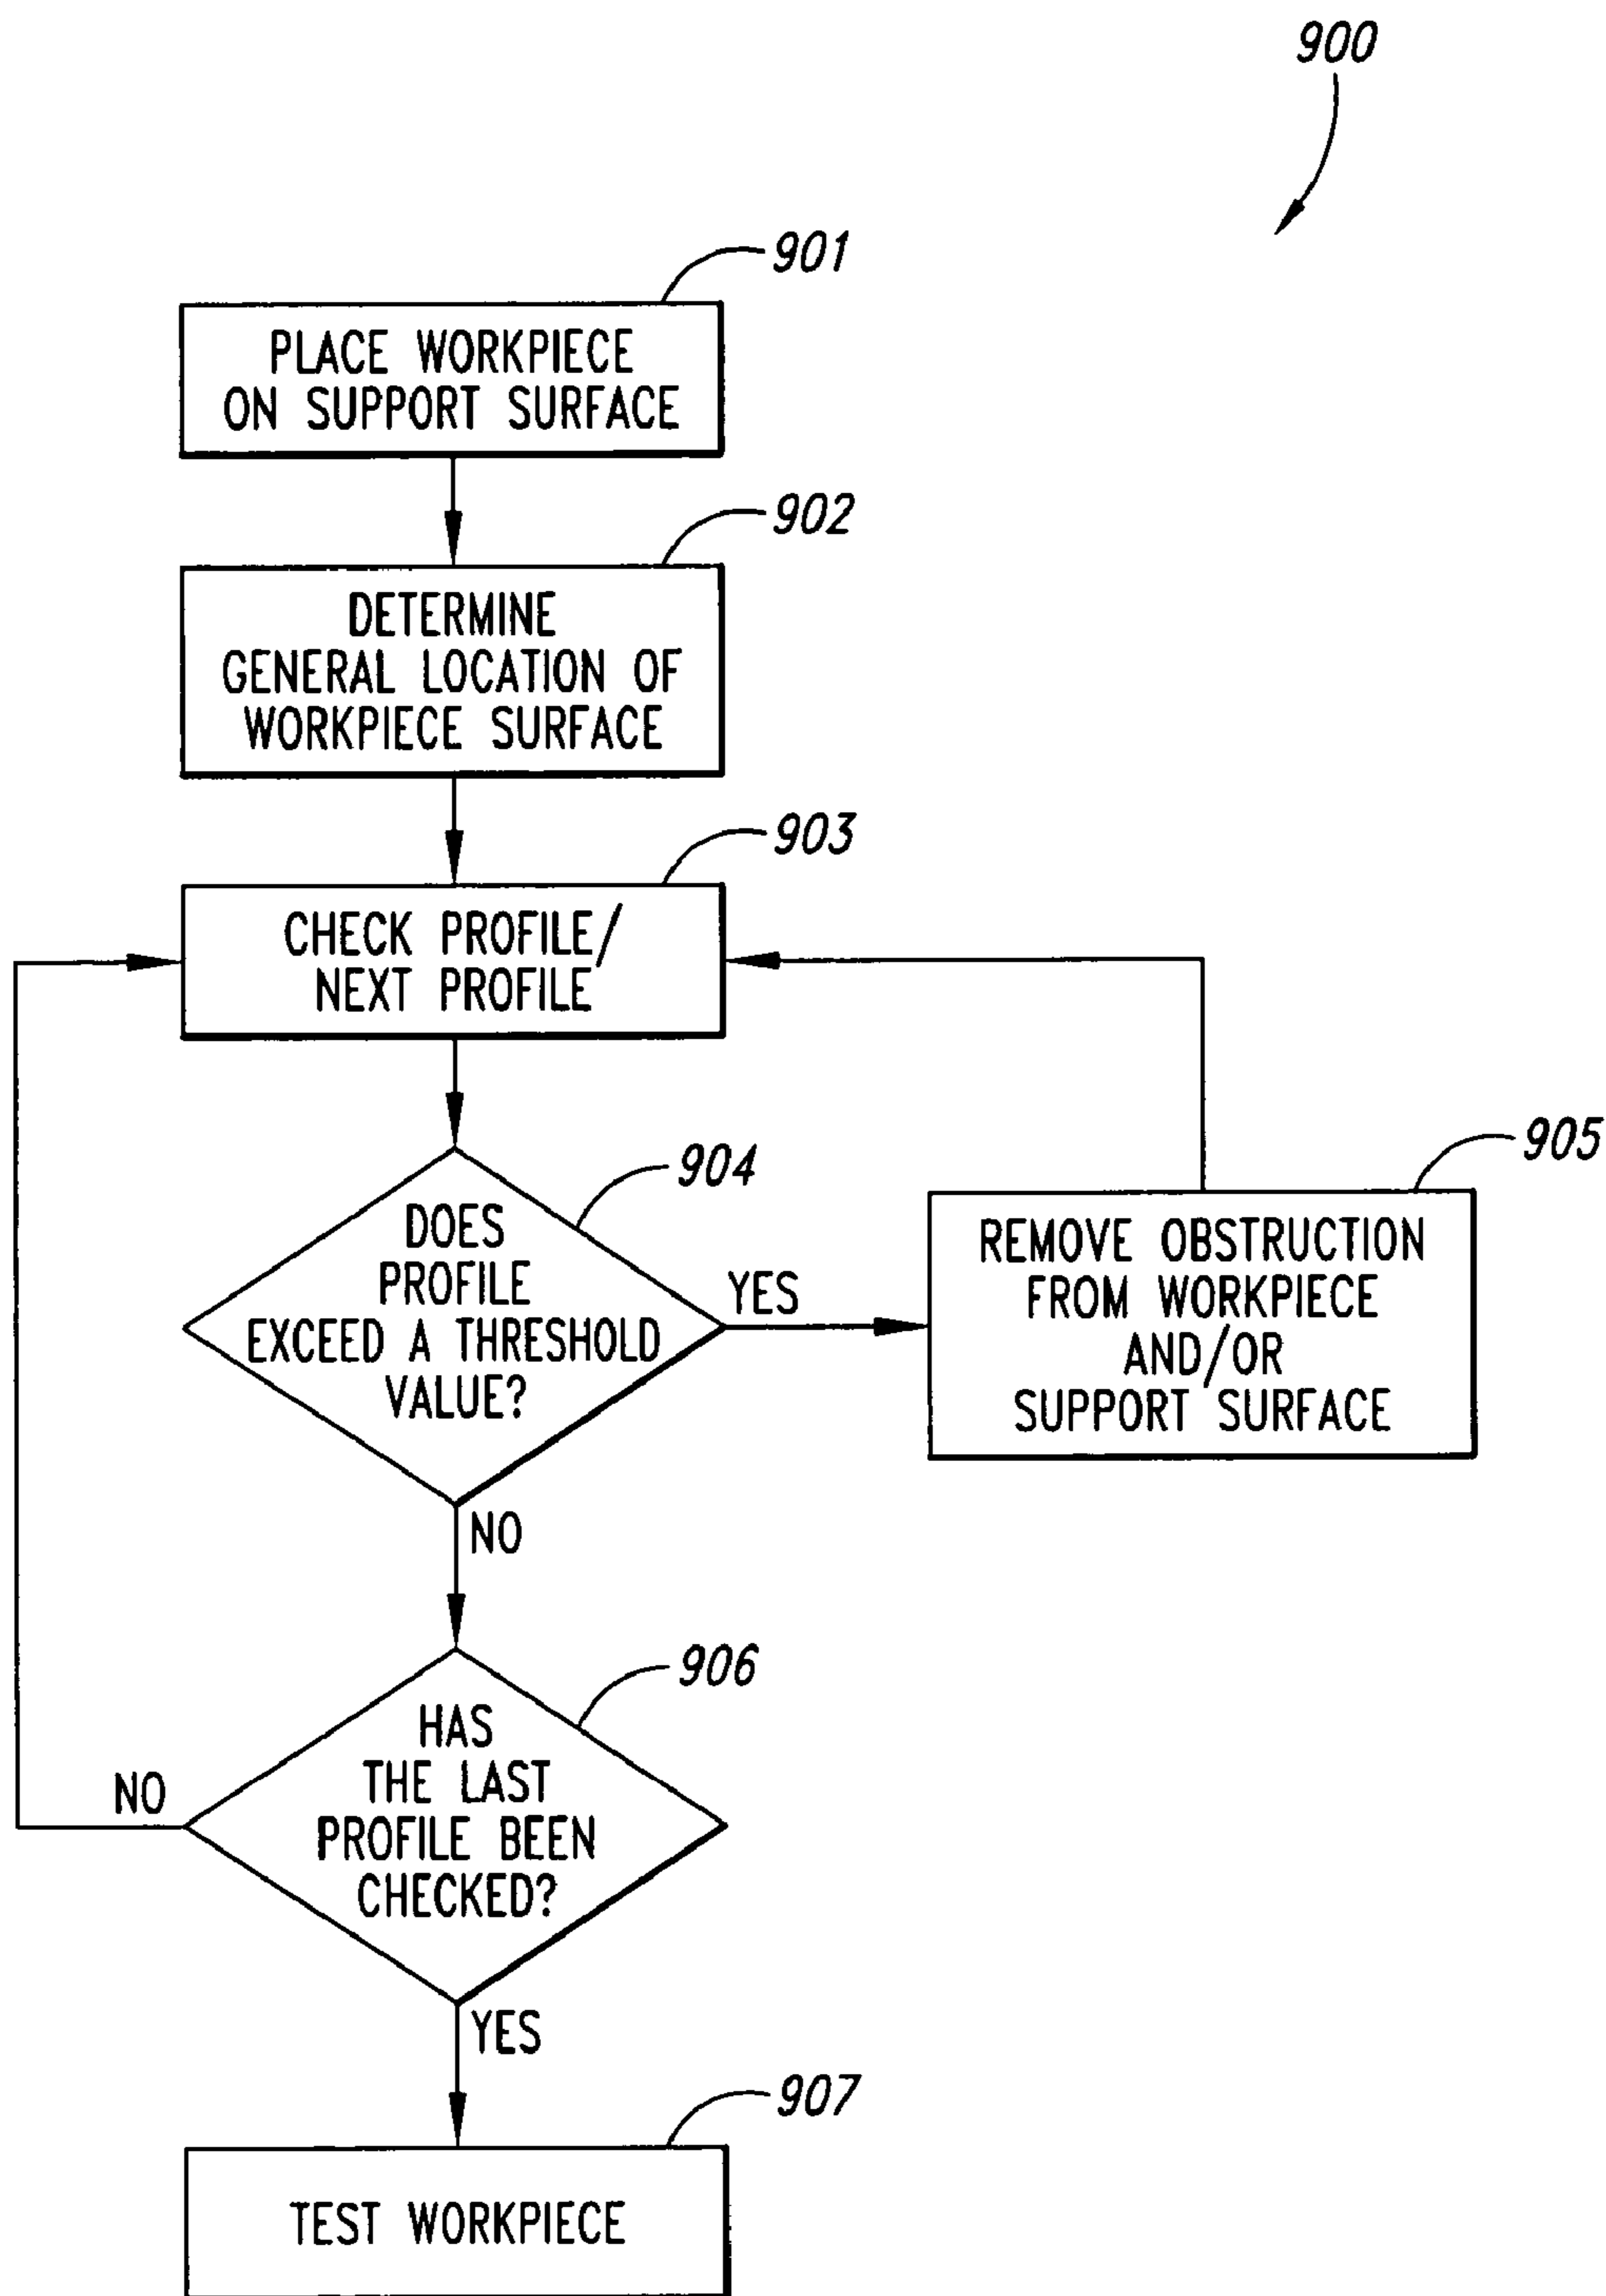 900
901
PLACE WORKPIECE
ON SUPPORT SURFACE
902
DETERMINE
GENERAL LOCATION OF
WORKPIECE SURFACE
903
CHECK PROFILE/
NEXT PROFILE
904
DOES
PROFILE
EXCEED A THRESHOLD
VALUE?
YES
905
REMOVE OBSTRUCTION
FROM WORKPIECE
AND/OR
SUPPORT SURFACE
NO
906
HAS
THE LAST
PROFILE BEEN
CHECKED?
NO
YES
907
TEST WORKPIECE